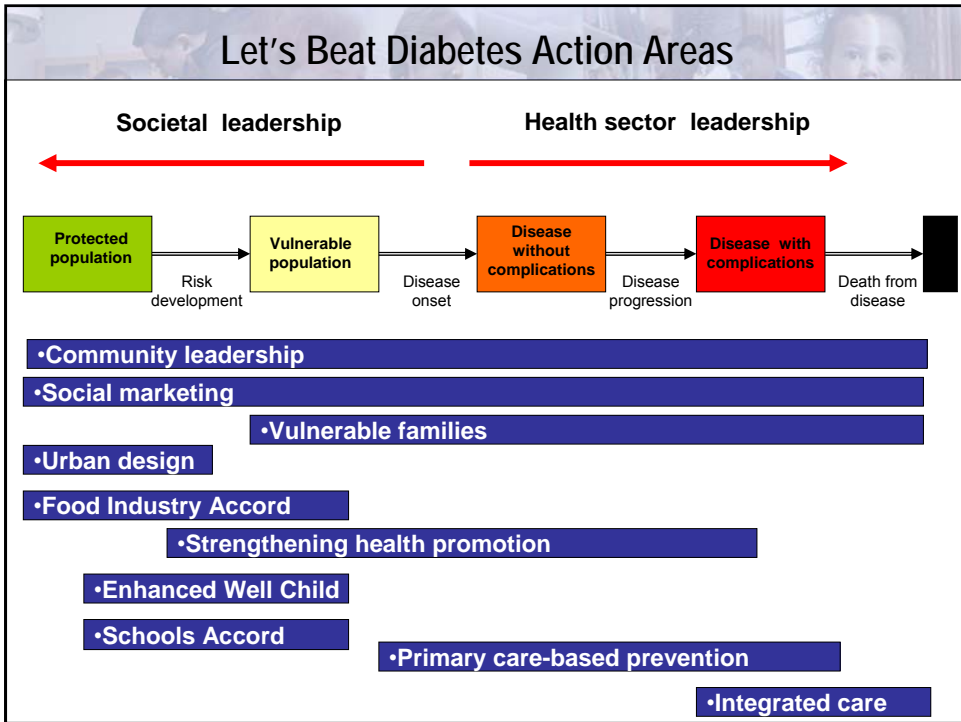 Let's Beat Diabetes Action Areas
Societal leadership
Health sector leadership
Protected
population
Risk
development
Vulnerable
population
Disease
onset
Disease
without
complications
Disease
progression
Disease with
complications
Death from
disease
•Community leadership
•Social marketing
•Vulnerable families
•Urban design
•Food Industry Accord
•Strengthening health promotion
•Enhanced Well Child
•Schools Accord
•Primary care-based prevention
•Integrated care